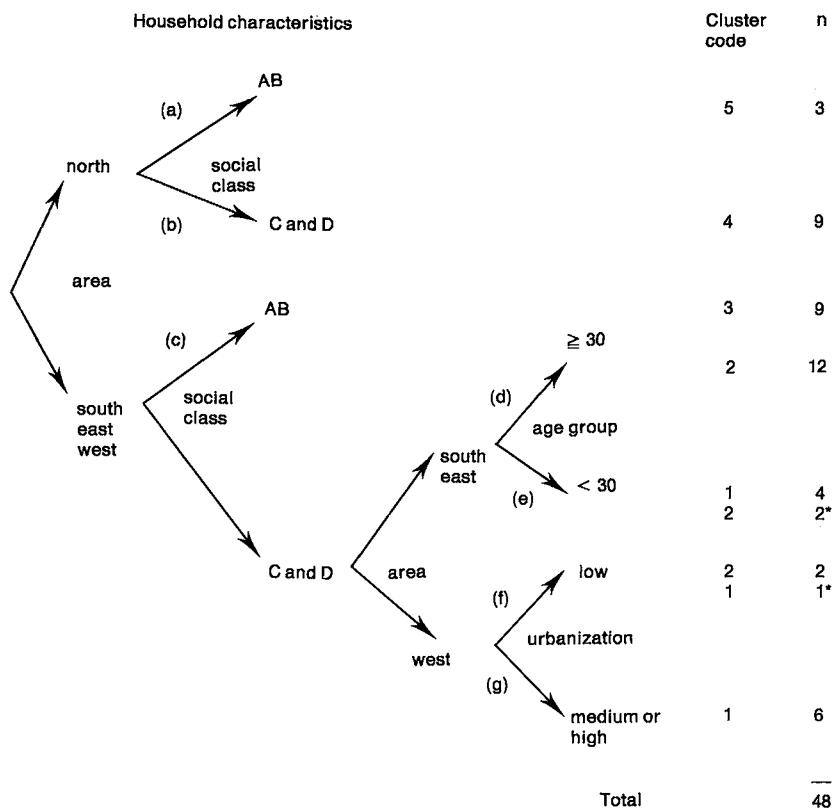 Household characteristics
Cluster
code
n
AB
(a)
5 3
north
social
class
(b)
C and D
4 9
area
AB
3 9
(c)
≧ 30
2 12
social
class
(d)
south
east
west
age group
south
east
(e)
< 30
1 4
2 2*
C and D
area
low
2 2
1 1*
(f)
urbanization
west
(g)
medium or
high
1 6
Total
48